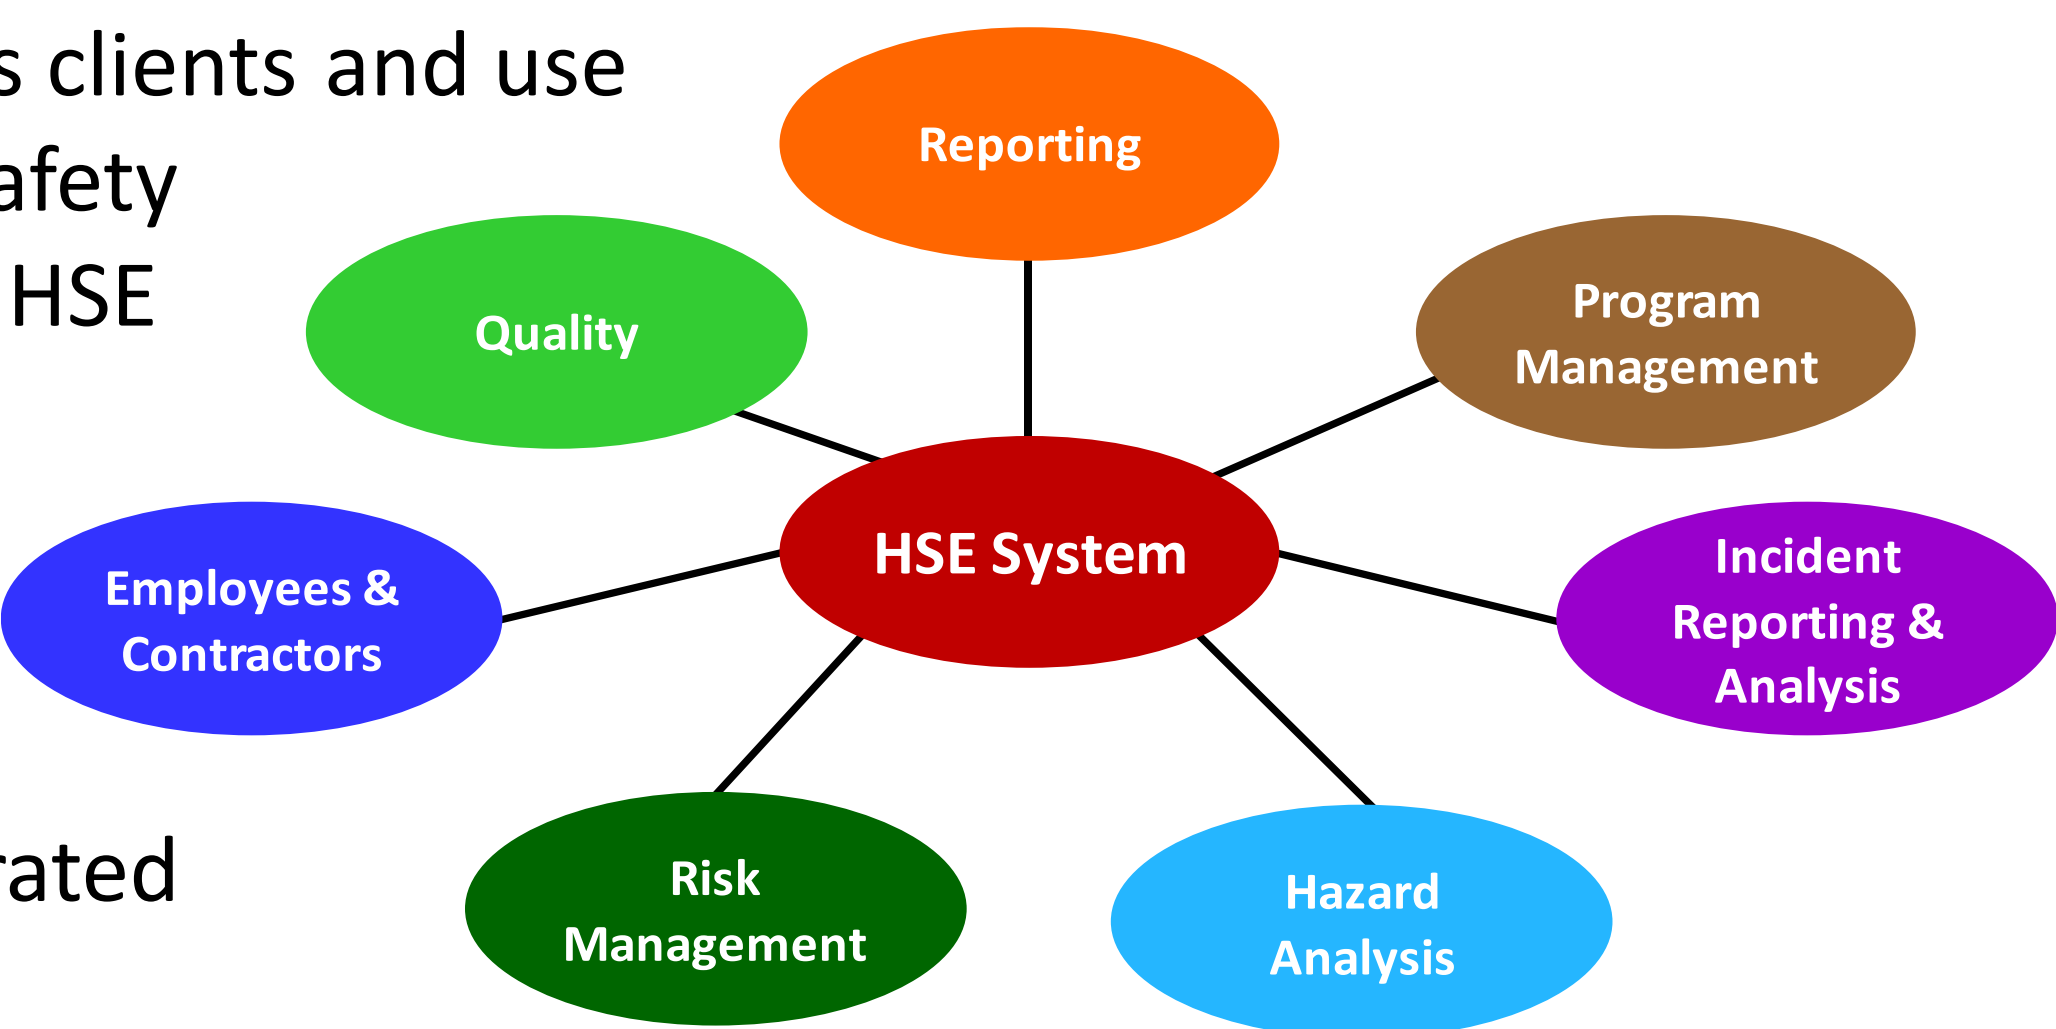 s clients and use
afety
HSE
rated
Reporting
Quality
Program
Management
HSE System
Employees &
Contractors
Incident
Reporting &
Analysis
Risk
Management
Hazard
Analysis